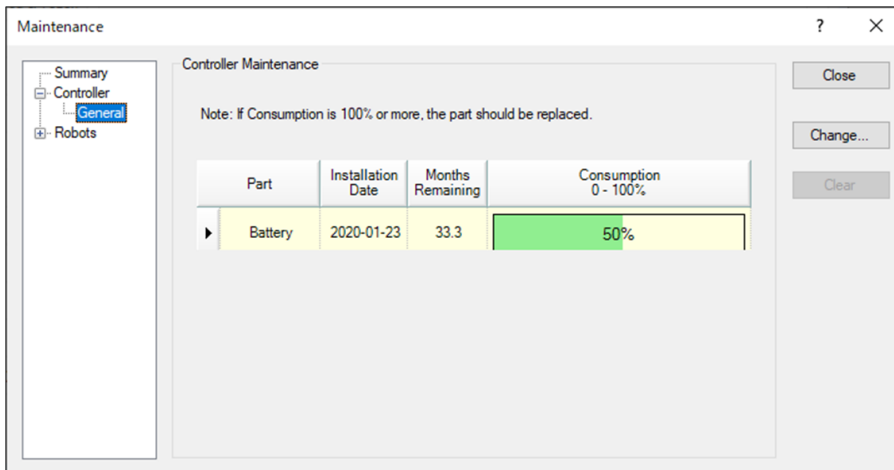 Maintenance
Summary
Controller
General
Robots
Controller Maintenance
Note: If Consumption is 100% or more, the part should be replaced.
Part
Installation
Date
Months
Remaining
Consumption
0 - 100%
Battery 2020-01-23 33.3 50%
Close
Change...
Clear